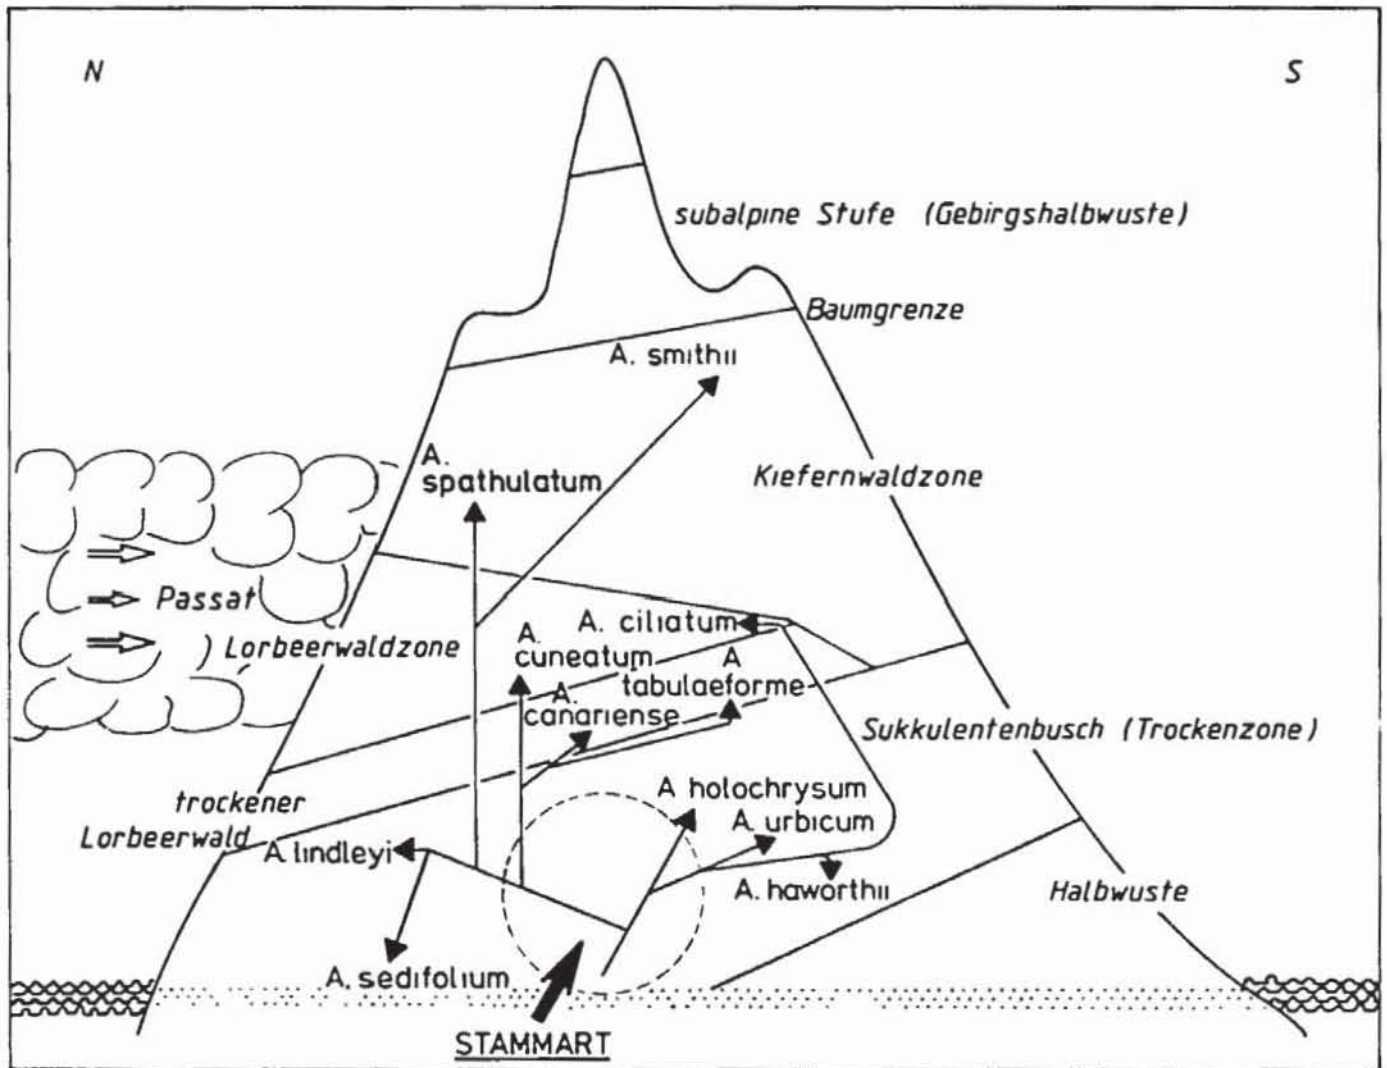 N
S
subalpine Stufe (Gebirgshalbwuste)
Baumgrenze
A. smithii
A.
spathulatum
Kiefernwaldzone
Passat
Lorbeerwaldzone
A. ciliatum
A.
cuneatum
A
tabulaeforme
A.
canariense
Sukkulentenbusch (Trockenzone)
trockener
Lorbeerwald
A holochrysum
A. urbicum
A. lindleyi
A. haworthii
Halbwuste
A. sedifolium
STAMMART